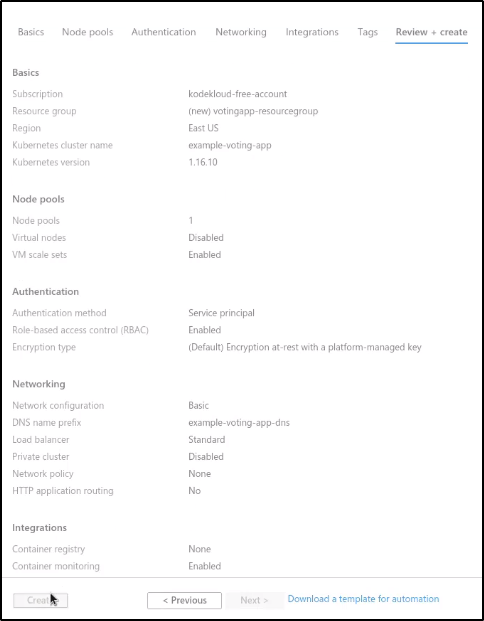 Basics Node pools Authentication Networking Integrations Tags Review + create
Basics
Subscription kodekloud-free-account
Resource group (new) votingapp-resourcegroup
Region East US
Kubernetes cluster name example-voting-app
Kubernetes version 1.16.10
Node pools
Node pools 1
Virtual nodes Disabled
VM scale sets Enabled
Authentication
Authentication method Service principal
Role-based access control (RBAC) Enabled
Encryption type (Default) Encryption at-rest with a platform-managed key
Networking
Network configuration Basic
DNS name prefix example-voting-app-dns
Load balancer Standard
Private cluster Disabled
Network policy None
HTTP application routing No
Integrations
Container registry None
Container monitoring Enabled
Create < Previous Next > Download a template for automation